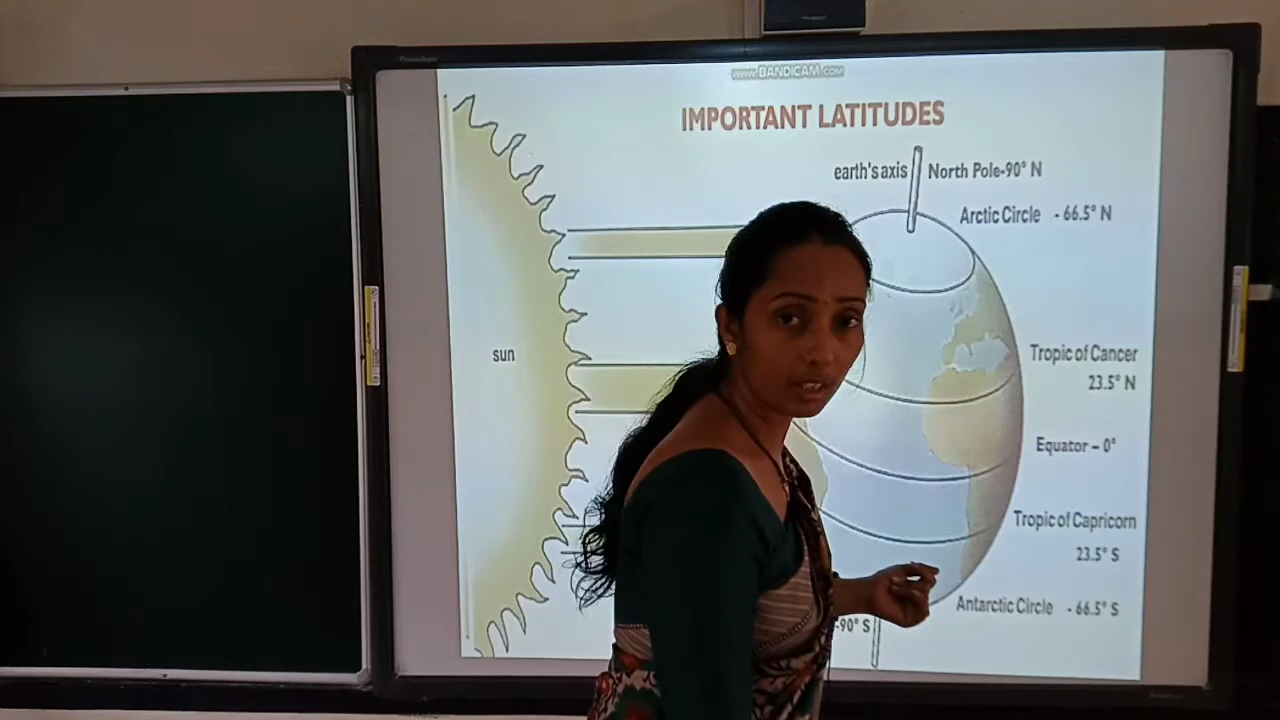 www.BANDICAM.COM
IMPORTANT LATITUDES
earth's axis
North Pole-90° N
Arctic Circle - 66.5° N
sun
Tropic of Cancer
23.5° N
Equator – 0°
Tropic of Capricorn
23.5° S
Antarctic Circle - 66.5° S
-90° S